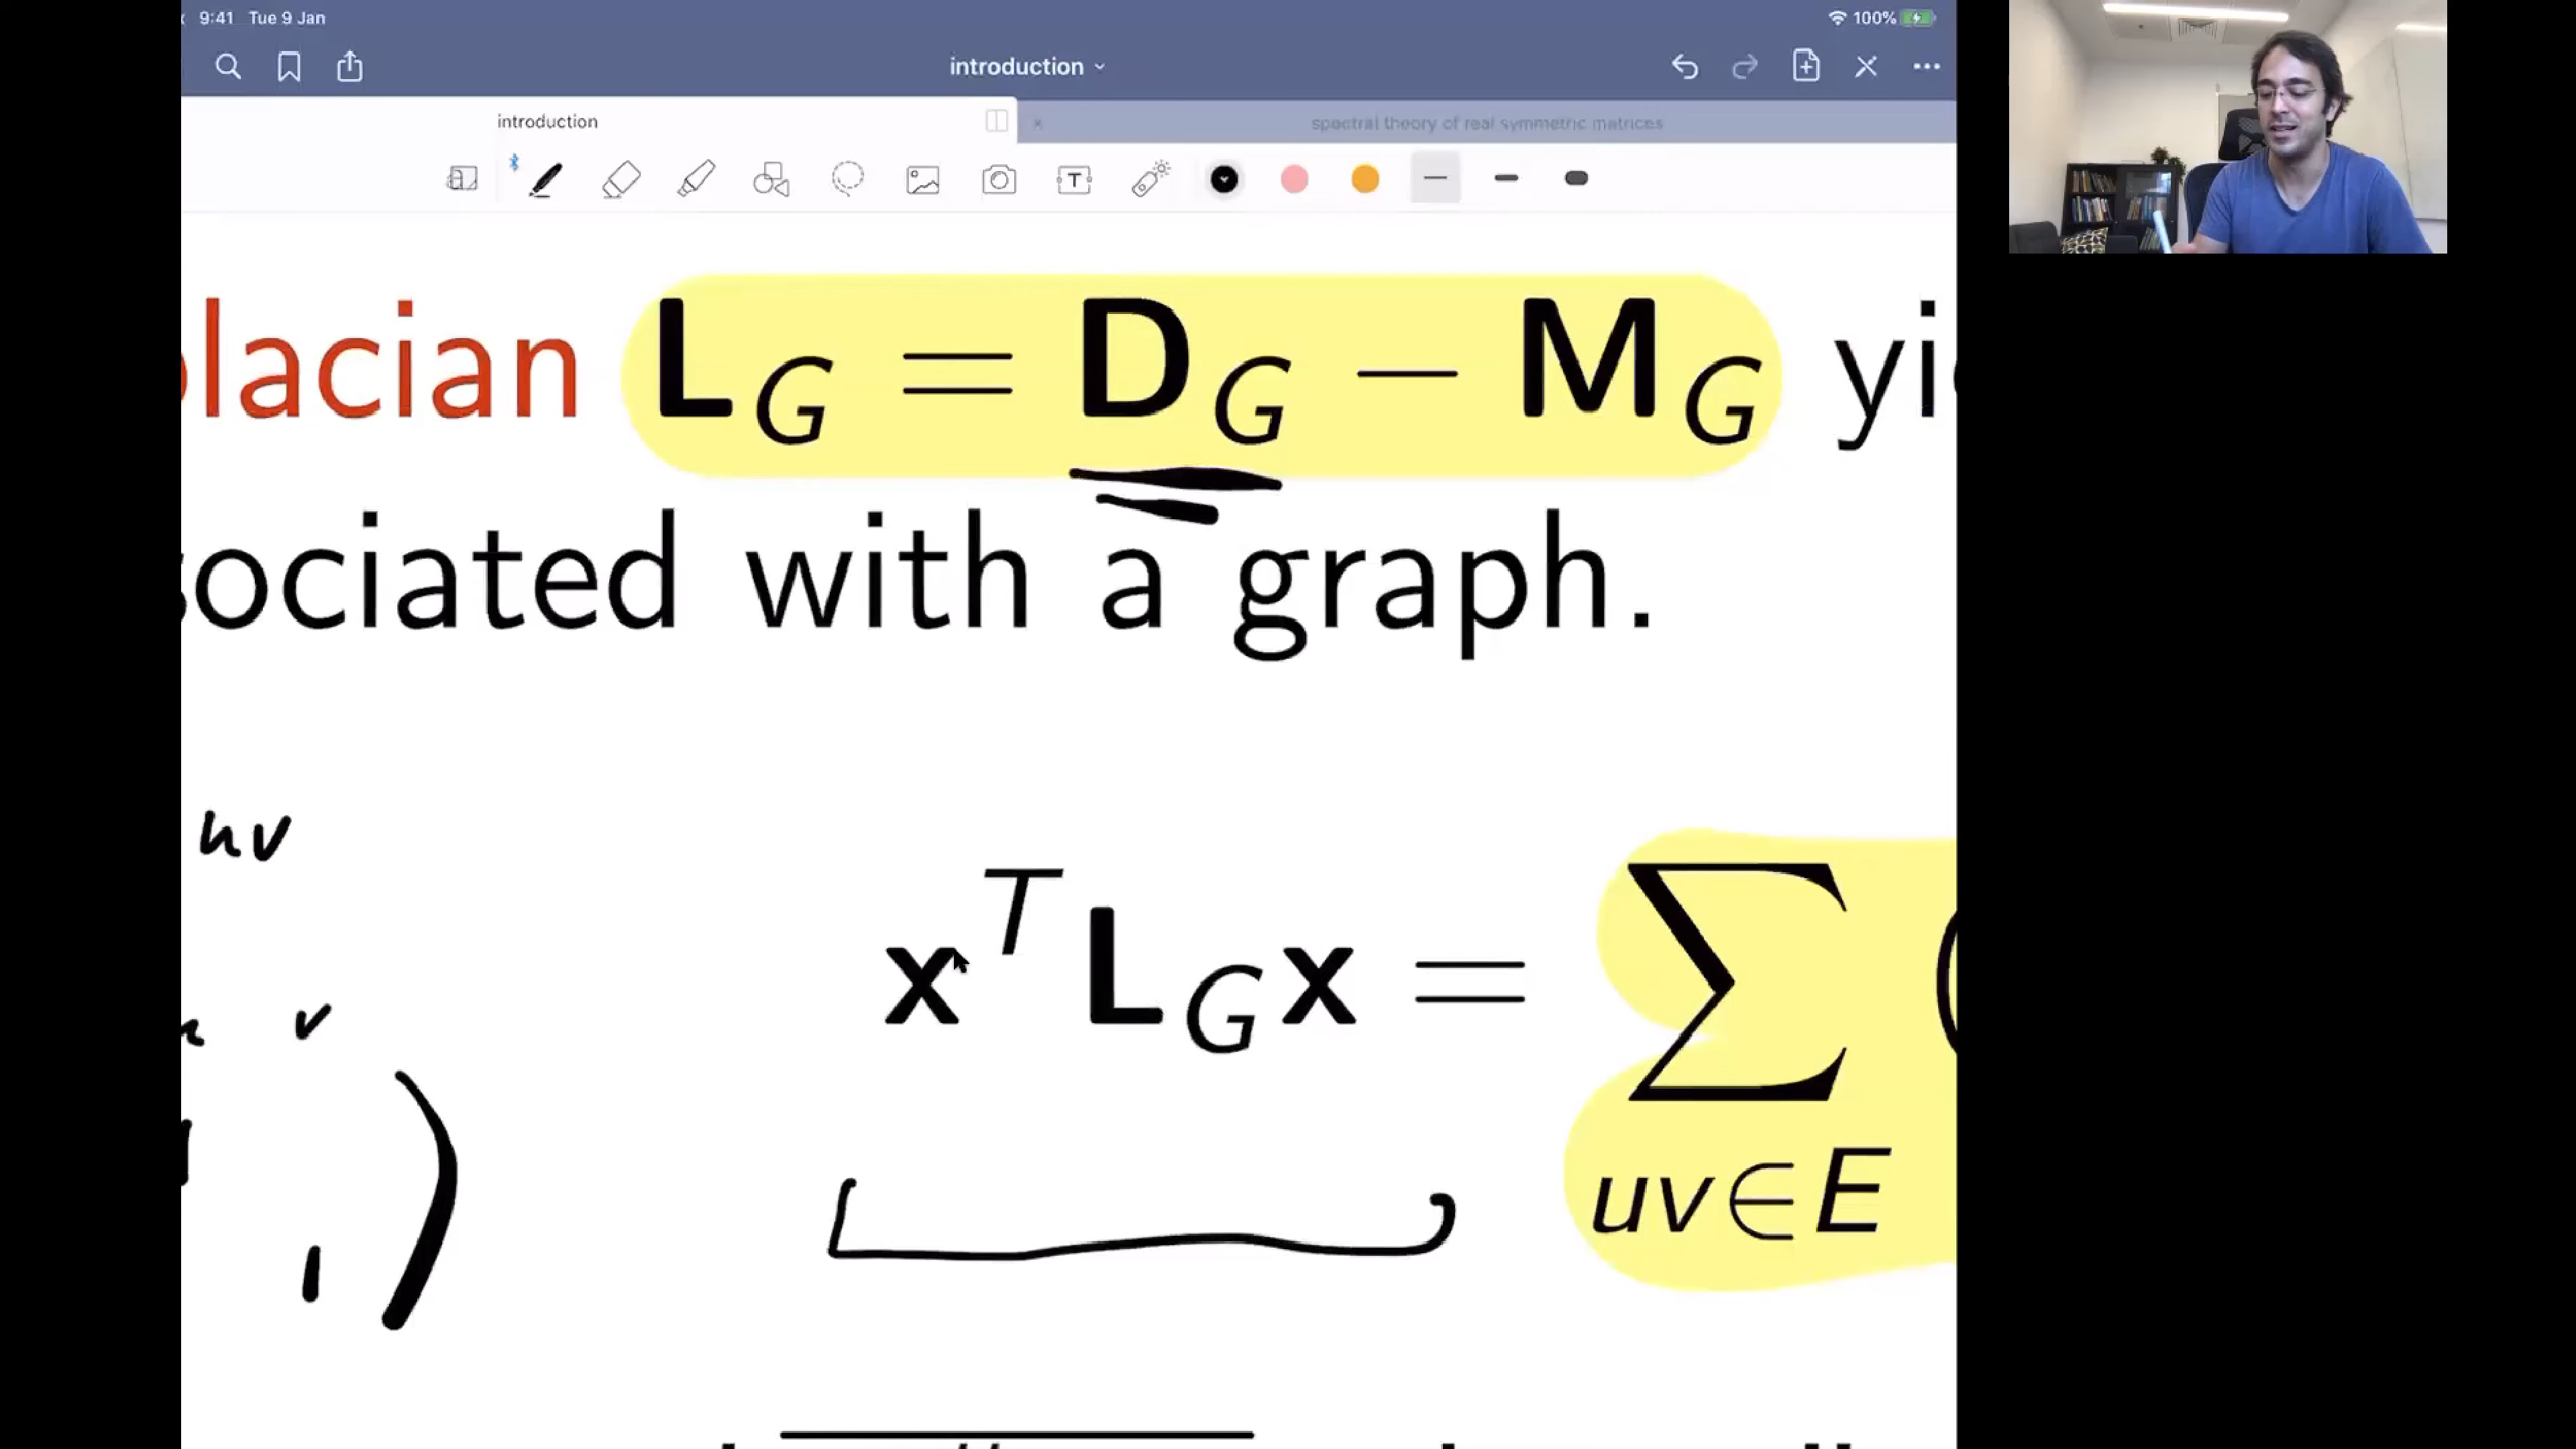 9:41 Tue 9 Jan 100%
introduction
introduction
spectral theory of real symmetric matrices
lacian L_G = D_G − M_G yi
ociated with a graph.
uv
x^T L_G x = ∑ (
v
uv∈E